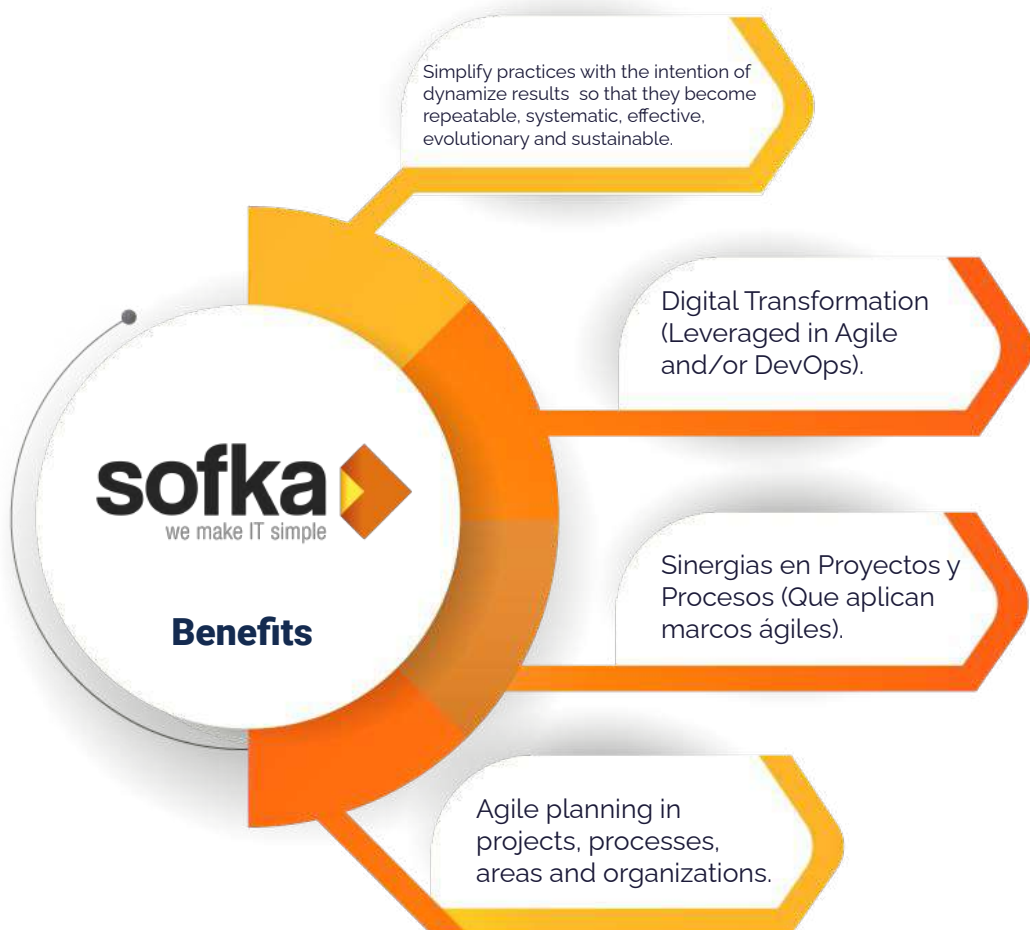 Simplify practices with the intention of
dynamize results so that they become
repeatable, systematic, effective,
evolutionary and sustainable.
Digital Transformation
(Leveraged in Agile
and/or DevOps).
sofka
we make IT simple
Benefits
Sinergias en Proyectos y
Procesos (Que aplican
marcos ágiles).
Agile planning in
projects, processes,
areas and organizations.